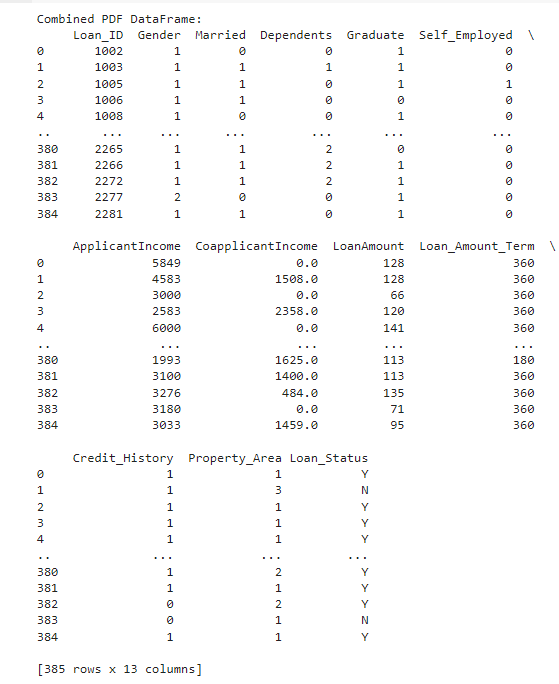 Combined PDF DataFrame:
Loan_ID Gender Married Dependents Graduate Self_Employed \
0 1002 1 0 0 1 0
1 1003 1 1 1 1 0
2 1005 1 1 0 1 1
3 1006 1 1 0 0 0
4 1008 1 0 0 1 0
.. ... ... ... ... ... ...
380 2265 1 1 2 0 0
381 2266 1 1 2 1 0
382 2272 1 1 2 1 0
383 2277 2 0 0 1 0
384 2281 1 1 0 1 0
ApplicantIncome CoapplicantIncome LoanAmount Loan_Amount_Term \
0 5849 0.0 128 360
1 4583 1508.0 128 360
2 3000 0.0 66 360
3 2583 2358.0 120 360
4 6000 0.0 141 360
.. ... ... ... ...
380 1993 1625.0 113 180
381 3100 1400.0 113 360
382 3276 484.0 135 360
383 3180 0.0 71 360
384 3033 1459.0 95 360
Credit_History Property_Area Loan_Status
0 1 1 Y
1 1 3 N
2 1 1 Y
3 1 1 Y
4 1 1 Y
.. ... ... ...
380 1 2 Y
381 1 1 Y
382 0 2 Y
383 0 1 N
384 1 1 Y
[385 rows x 13 columns]